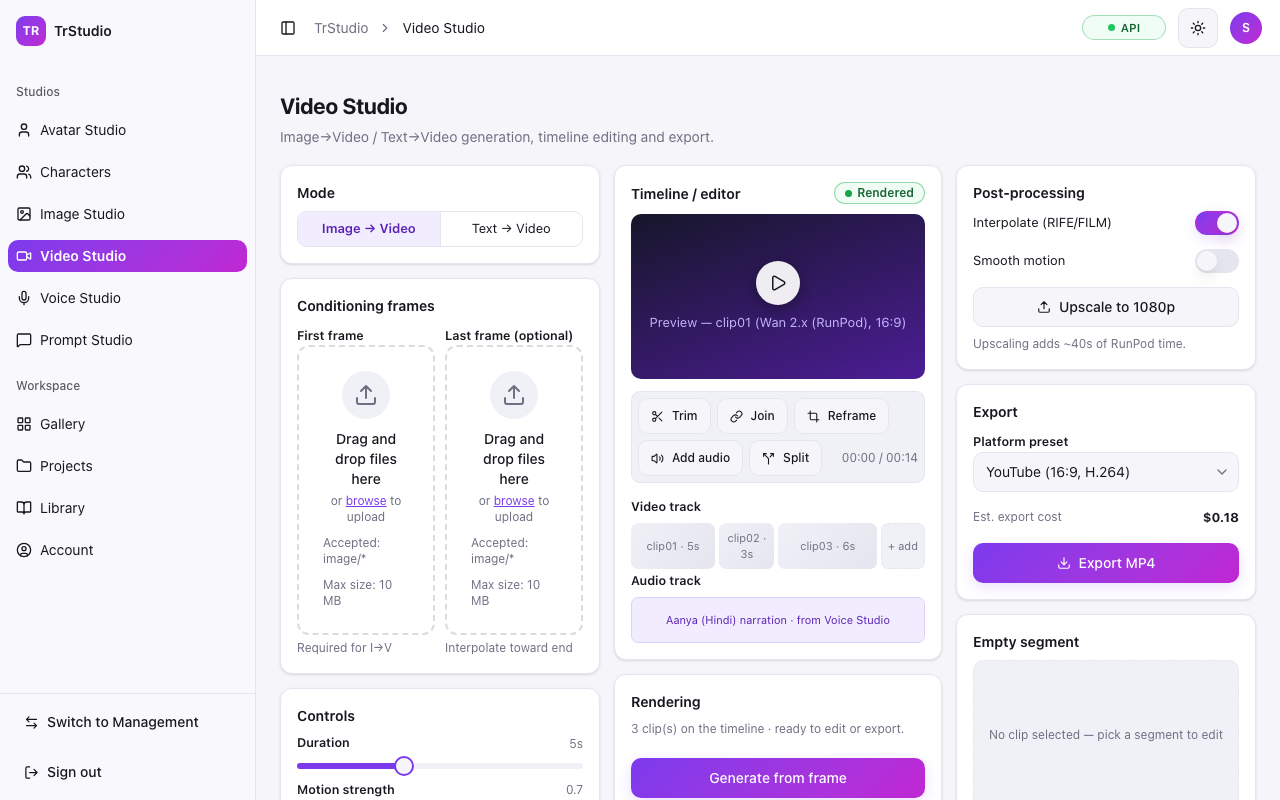 TR TrStudio
Studios
Avatar Studio
Characters
Image Studio
Video Studio
Voice Studio
Prompt Studio
Workspace
Gallery
Projects
Library
Account
Switch to Management
Sign out
TrStudio > Video Studio
API
S
Video Studio
Image→Video / Text→Video generation, timeline editing and export.
Mode
Image → Video
Text → Video
Conditioning frames
First frame
Drag and
drop files
here
or browse to
upload
Accepted:
image/*
Max size: 10
MB
Required for I→V
Last frame (optional)
Drag and
drop files
here
or browse to
upload
Accepted:
image/*
Max size: 10
MB
Interpolate toward end
Controls
Duration 5s
Motion strength 0.7
Timeline / editor
Rendered
Preview — clip01 (Wan 2.x (RunPod), 16:9)
Trim
Join
Reframe
Add audio
Split
00:00 / 00:14
Video track
clip01 · 5s
clip02 ·
3s
clip03 · 6s
+ add
Audio track
Aanya (Hindi) narration · from Voice Studio
Rendering
3 clip(s) on the timeline · ready to edit or export.
Generate from frame
Post-processing
Interpolate (RIFE/FILM)
Smooth motion
Upscale to 1080p
Upscaling adds ~40s of RunPod time.
Export
Platform preset
YouTube (16:9, H.264)
Est. export cost $0.18
Export MP4
Empty segment
No clip selected — pick a segment to edit